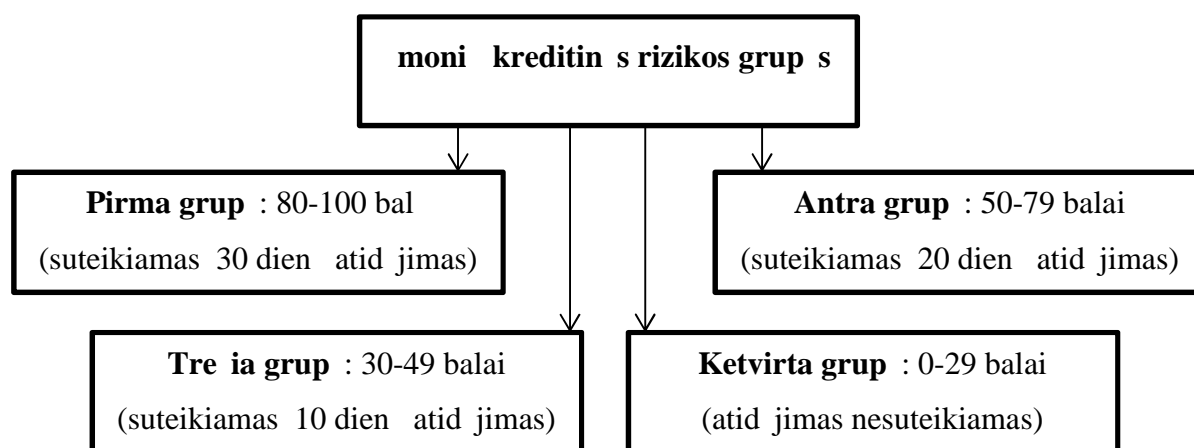 moni kreditin s rizikos grup s
Pirma grup : 80-100 bal
(suteikiamas 30 dien atid jimas)
Antra grup : 50-79 balai
(suteikiamas 20 dien atid jimas)
Tre ia grup : 30-49 balai
(suteikiamas 10 dien atid jimas)
Ketvirta grup : 0-29 balai
(atid jimas nesuteikiamas)